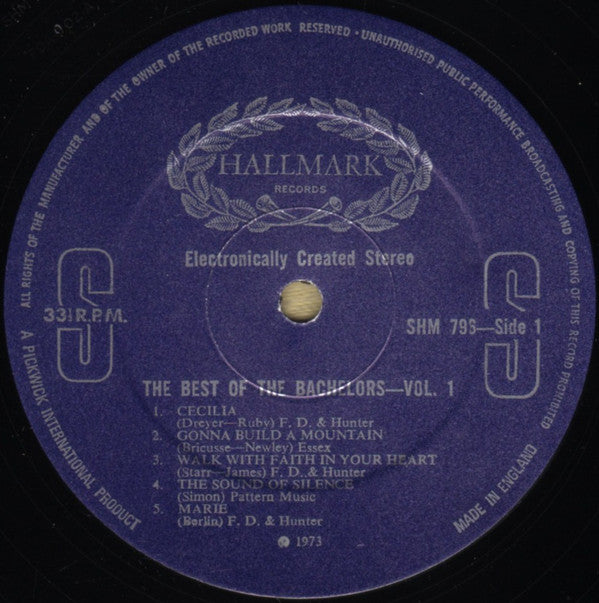 ALL RIGHTS OF THE MANUFACTURER AND OF THE OWNER OF THE RECORDED WORK RESERVED · UNAUTHORISED PUBLIC PERFORMANCE BROADCASTING AND COPYING OF THIS RECORD PROHIBITED
HALLMARK
RECORDS
Electronically Created Stereo
S
S
33⅓ R.P.M.
SHM 796—Side 1
THE BEST OF THE BACHELORS—VOL. 1
1. CECILIA
(Dreyer—Ruby) F. D. & Hunter
2. GONNA BUILD A MOUNTAIN
(Bricusse—Newley) Essex
3. WALK WITH FAITH IN YOUR HEART
(Starr—James) F. D. & Hunter
4. THE SOUND OF SILENCE
(Simon) Pattern Music
5. MARIE
(Berlin) F. D. & Hunter
℗ 1973
A PICKWICK INTERNATIONAL PRODUCT
MADE IN ENGLAND